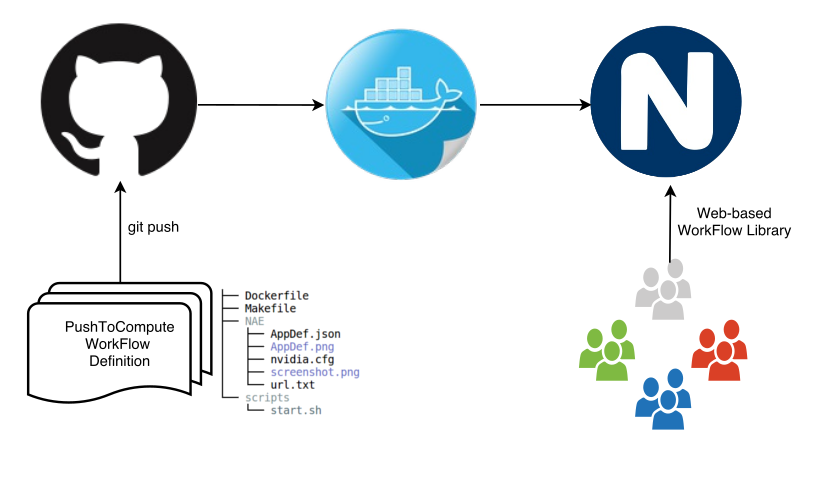 N
git push
Web-based
WorkFlow Library
PushToCompute
WorkFlow
Definition
Dockerfile
Makefile
NAE
AppDef.json
AppDef.png
nvidia.cfg
screenshot.png
url.txt
scripts
start.sh